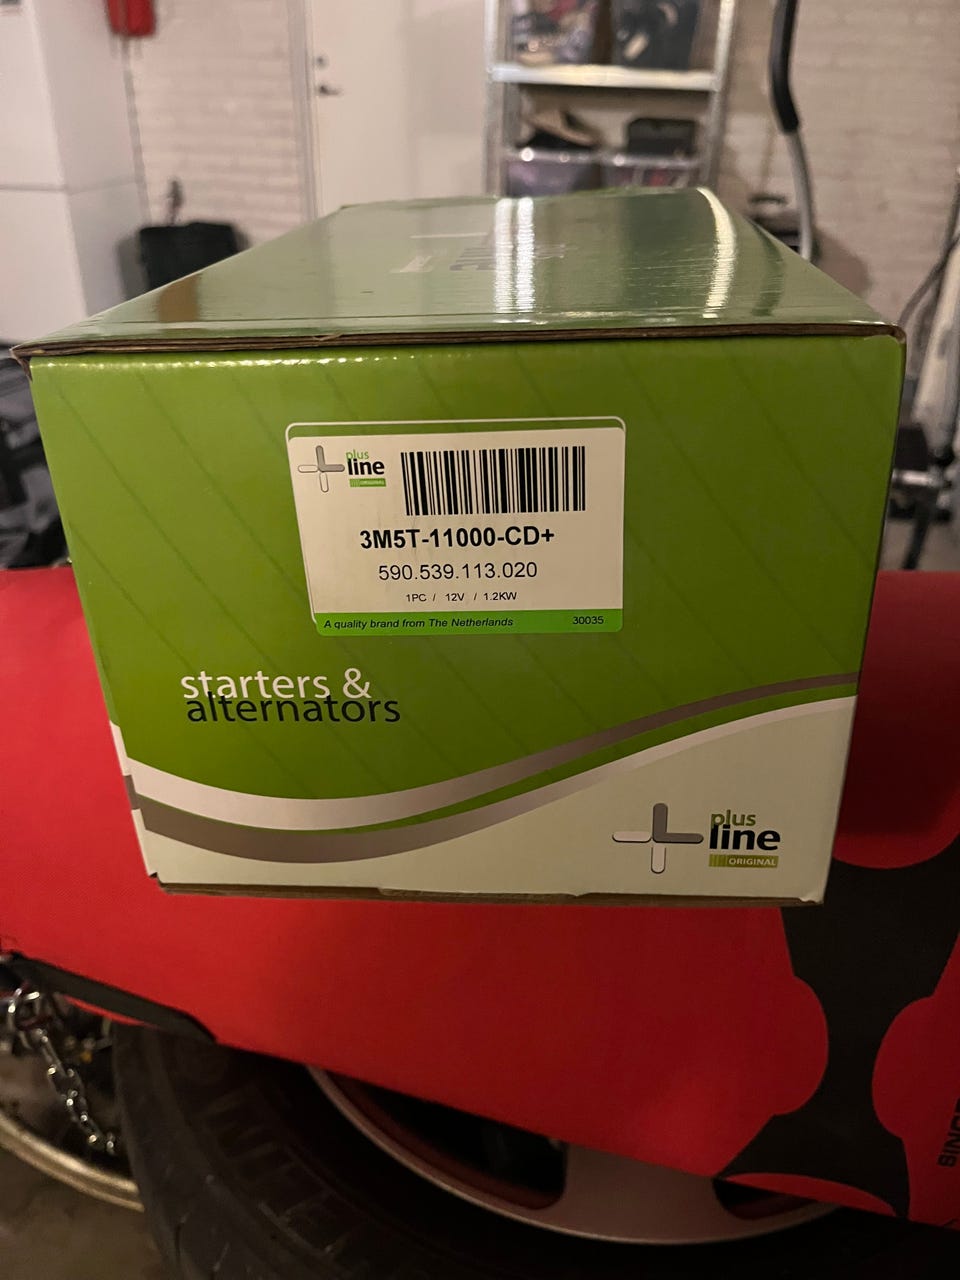 plus
line
ORIGINAL
3M5T-11000-CD+
590.539.113.020
1PC / 12V / 1.2KW
A quality brand from The Netherlands 30035
starters &
alternators
plus
line
ORIGINAL